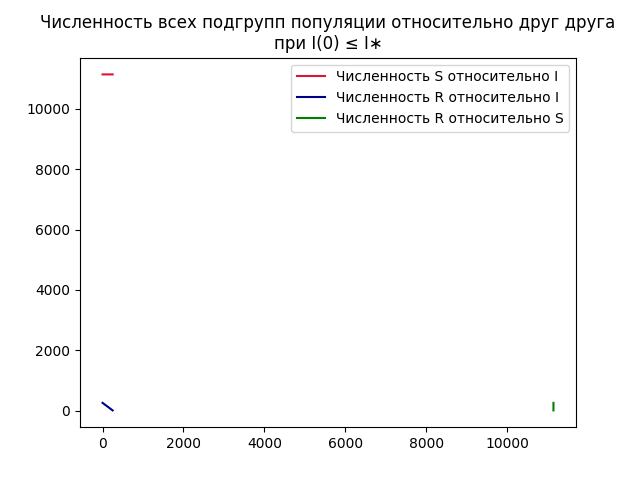 Численность всех подгрупп популяции относительно друг друга
при I(0) ≤ I∗
Численность S относительно I
Численность R относительно I
Численность R относительно S
10000
8000
6000
4000
2000
0
0 2000 4000 6000 8000 10000